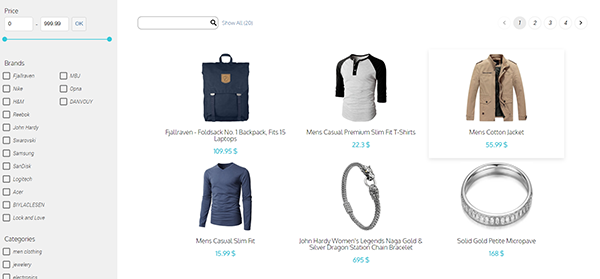 Price
0 - 999.99 OK
Brands
Fjallraven MBJ
Nike Opna
H&M DANVOUY
Reebok
John Hardy
Swarovski
Samsung
SanDisk
Logitech
Acer
BIYLACLESEN
Lock and Love
Categories
men clothing
jewelery
electronics
Show All (20)
1 2 3 4
Fjallraven - Foldsack No. 1 Backpack, Fits 15
Laptops
109.95 $
Mens Casual Premium Slim Fit T-Shirts
22.3 $
Mens Cotton Jacket
55.99 $
Mens Casual Slim Fit
15.99 $
John Hardy Women's Legends Naga Gold &
Silver Dragon Station Chain Bracelet
695 $
Solid Gold Petite Micropave
168 $